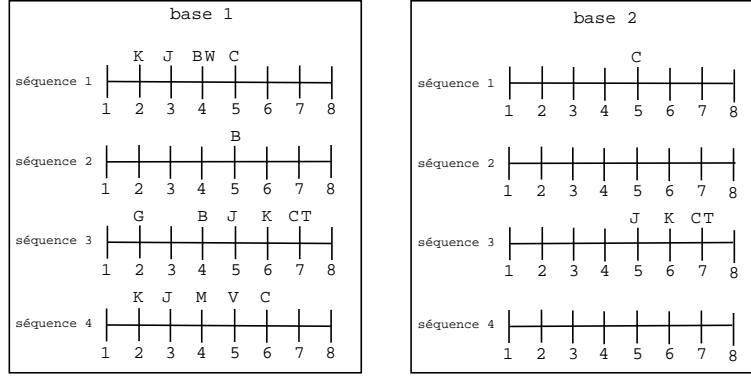 base 1
K J B W C
séquence 1
1 2 3 4 5 6 7 8
B
séquence 2
1 2 3 4 5 6 7 8
G B J K C T
séquence 3
1 2 3 4 5 6 7 8
K J M V C
séquence 4
1 2 3 4 5 6 7 8
base 2
C
séquence 1
1 2 3 4 5 6 7 8
séquence 2
1 2 3 4 5 6 7 8
J K C T
séquence 3
1 2 3 4 5 6 7 8
séquence 4
1 2 3 4 5 6 7 8